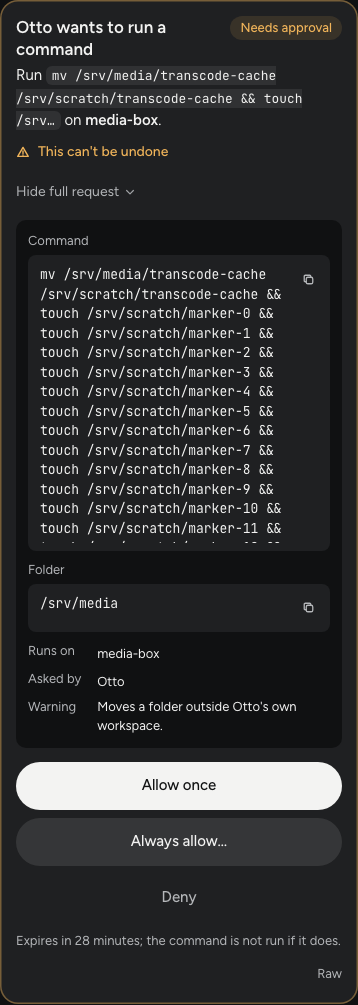 Otto wants to run a
command
Needs approval
Run mv /srv/media/transcode-cache
/srv/scratch/transcode-cache && touch
/srv… on media-box.
This can't be undone
Hide full request
Command
mv /srv/media/transcode-cache
/srv/scratch/transcode-cache &&
touch /srv/scratch/marker-0 &&
touch /srv/scratch/marker-1 &&
touch /srv/scratch/marker-2 &&
touch /srv/scratch/marker-3 &&
touch /srv/scratch/marker-4 &&
touch /srv/scratch/marker-5 &&
touch /srv/scratch/marker-6 &&
touch /srv/scratch/marker-7 &&
touch /srv/scratch/marker-8 &&
touch /srv/scratch/marker-9 &&
touch /srv/scratch/marker-10 &&
touch /srv/scratch/marker-11 &&
Folder
/srv/media
Runs on media-box
Asked by Otto
Warning Moves a folder outside Otto's own
workspace.
Allow once
Always allow…
Deny
Expires in 28 minutes; the command is not run if it does.
Raw